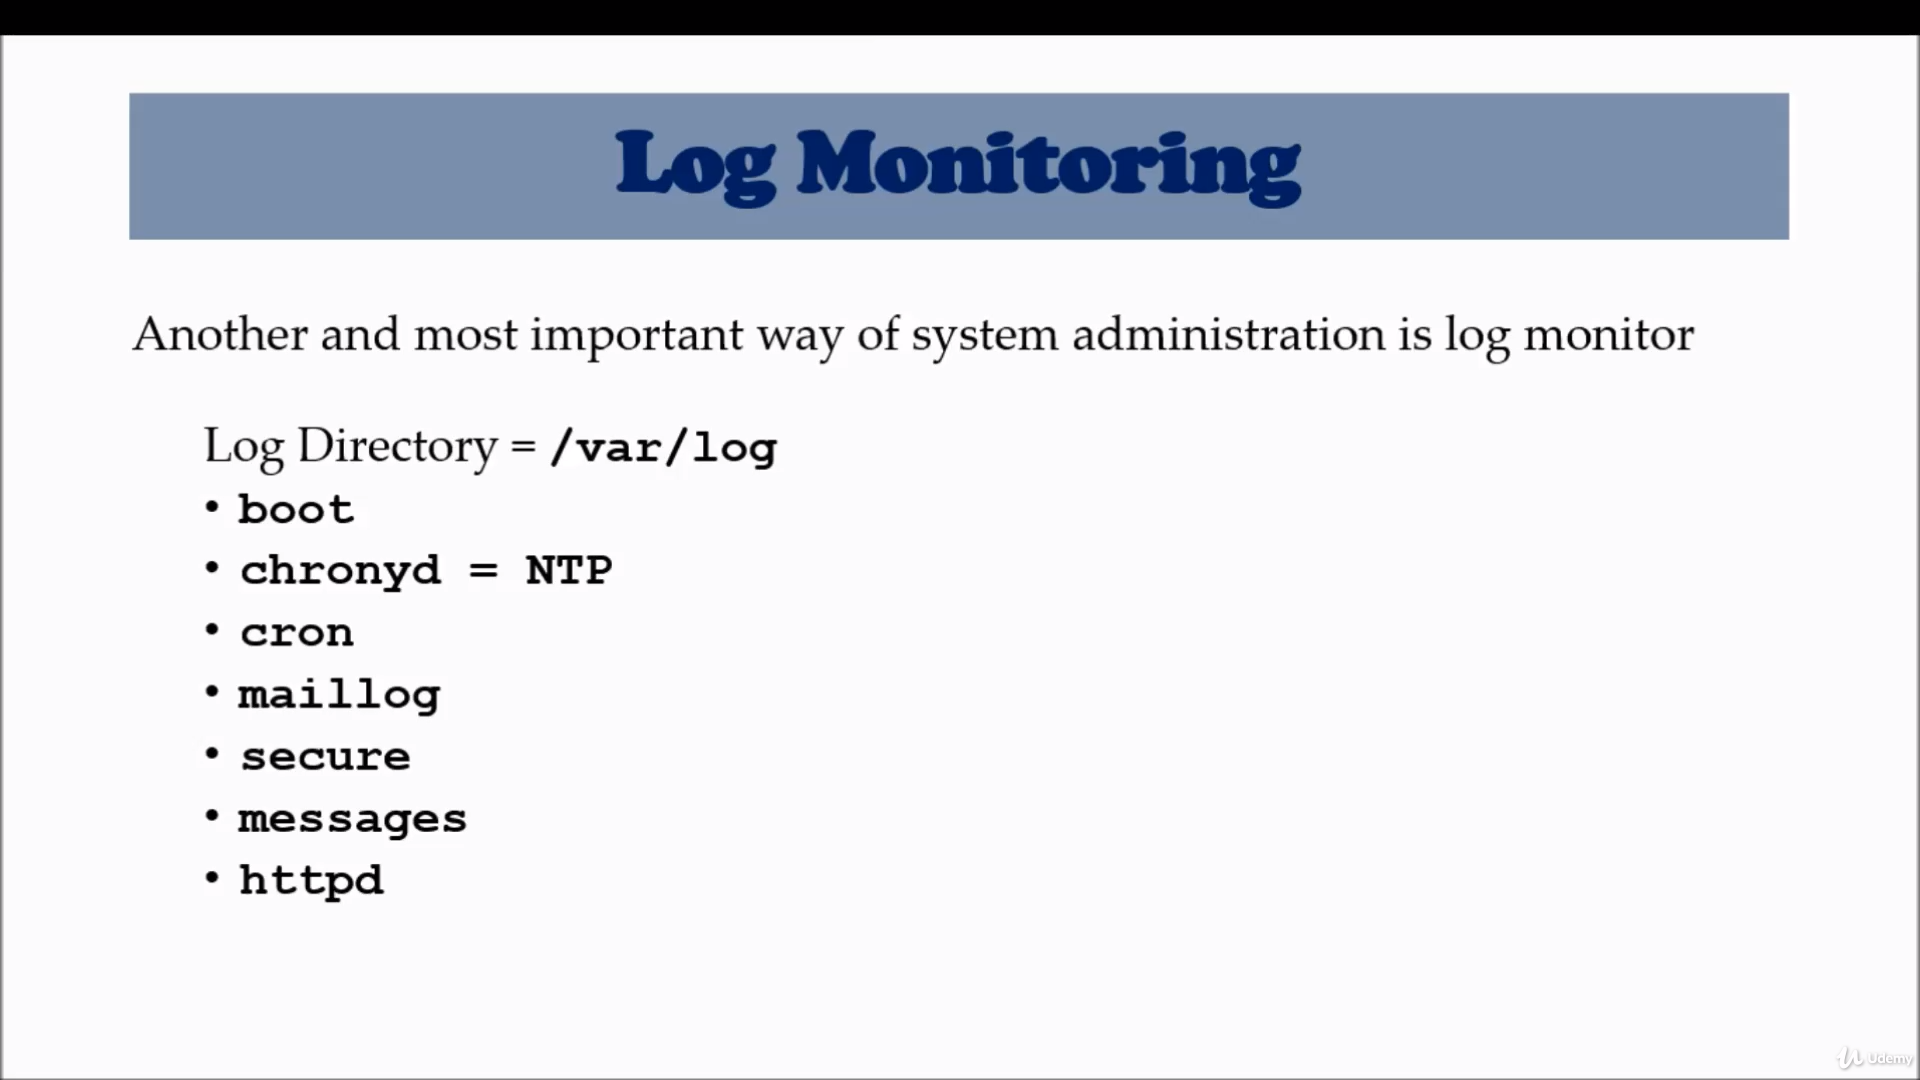 Log Monitoring
Another and most important way of system administration is log monitor
Log Directory = /var/log
• boot
• chronyd = NTP
• cron
• maillog
• secure
• messages
• httpd
Udemy